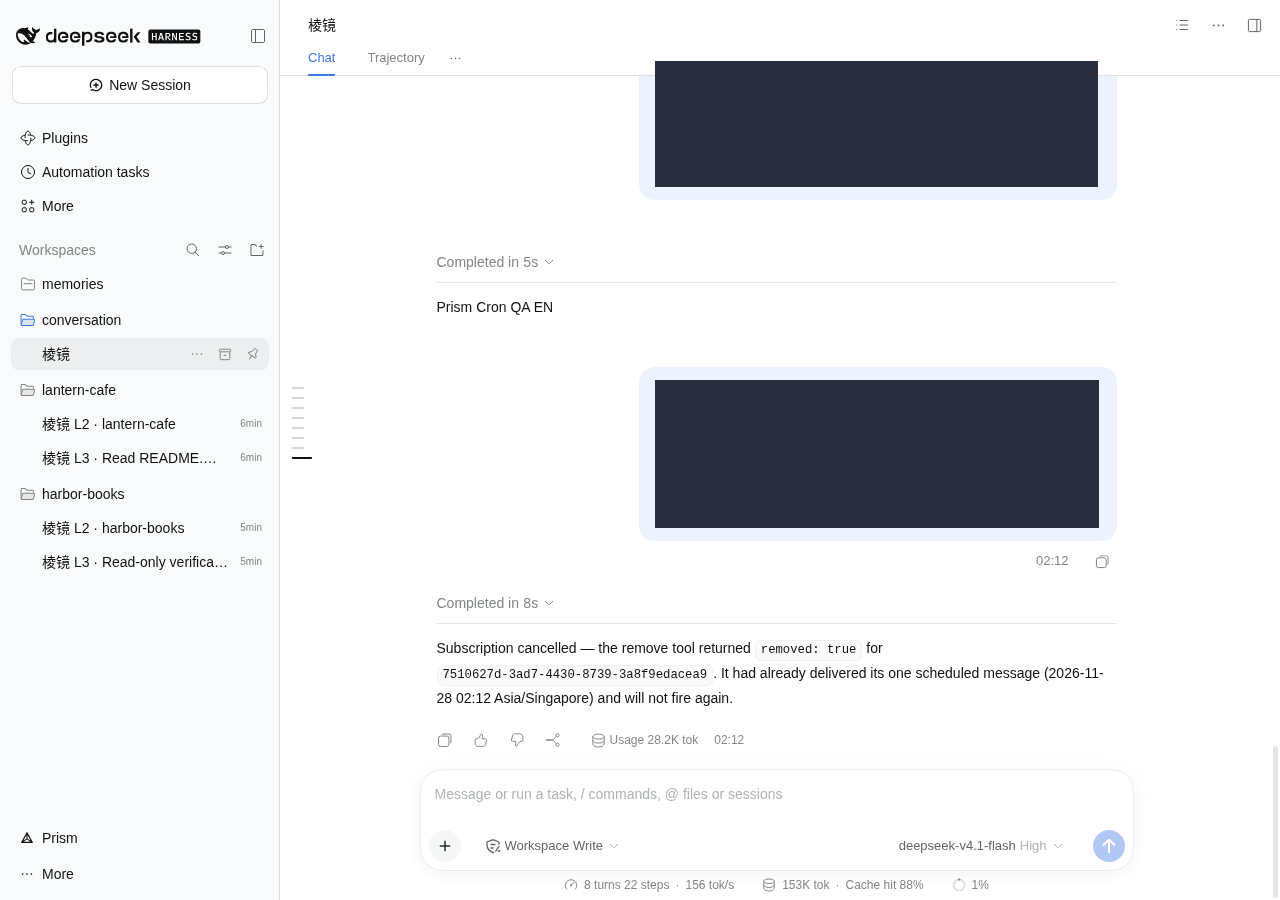 deepseek HARNESS
New Session
Plugins
Automation tasks
More
Workspaces
memories
conversation
棱镜
lantern-cafe
棱镜 L2 · lantern-cafe 6min
棱镜 L3 · Read README.… 6min
harbor-books
棱镜 L2 · harbor-books 5min
棱镜 L3 · Read-only verifica… 5min
Prism
More
棱镜
Chat Trajectory
Completed in 5s
Prism Cron QA EN
02:12
Completed in 8s
Subscription cancelled — the remove tool returned removed: true for
7510627d-3ad7-4430-8739-3a8f9edacea9. It had already delivered its one scheduled message (2026-11-
28 02:12 Asia/Singapore) and will not fire again.
Usage 28.2K tok 02:12
Message or run a task, / commands, @ files or sessions
Workspace Write deepseek-v4.1-flash High
8 turns 22 steps · 156 tok/s 153K tok · Cache hit 88% 1%